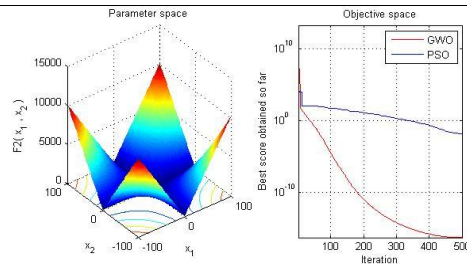 Parameter space
F2( x1 , x2 )
15000
10000
5000
0
100
0
-100
x2
-100
0
100
x1
Objective space
Best score obtained so far
10^10
10^0
10^-10
GWO
PSO
100 200 300 400 500
Iteration